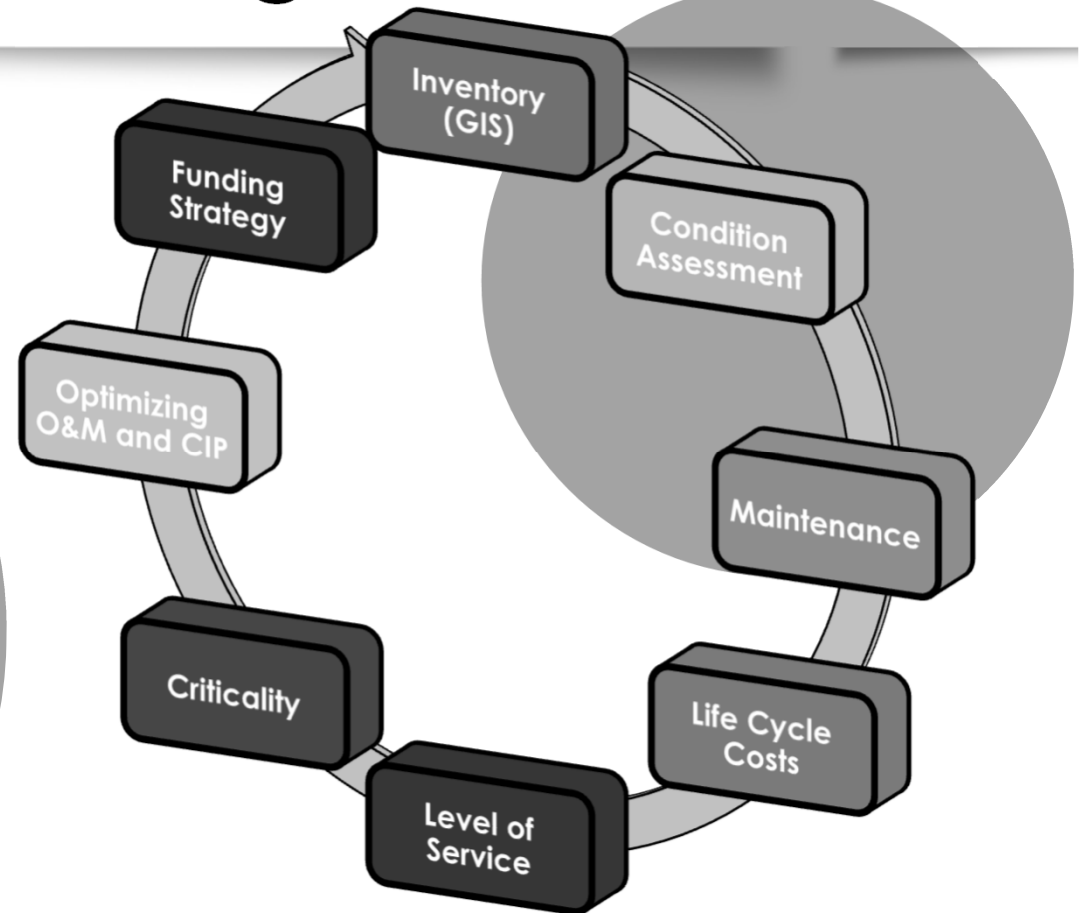 Inventory
(GIS)
Condition
Assessment
Maintenance
Life Cycle
Costs
Level of
Service
Criticality
Optimizing
O&M and CIP
Funding
Strategy